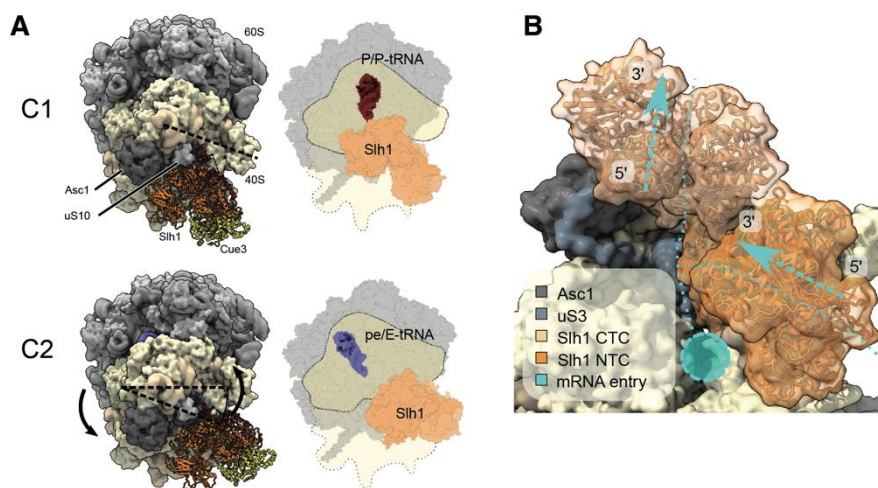 A
60S
P/P-tRNA
C1
Slh1
40S
Asc1
uS10
Slh1
Cue3
C2
pe/E-tRNA
Slh1
B
3'
5'
3'
5'
Asc1
uS3
Slh1 CTC
Slh1 NTC
mRNA entry